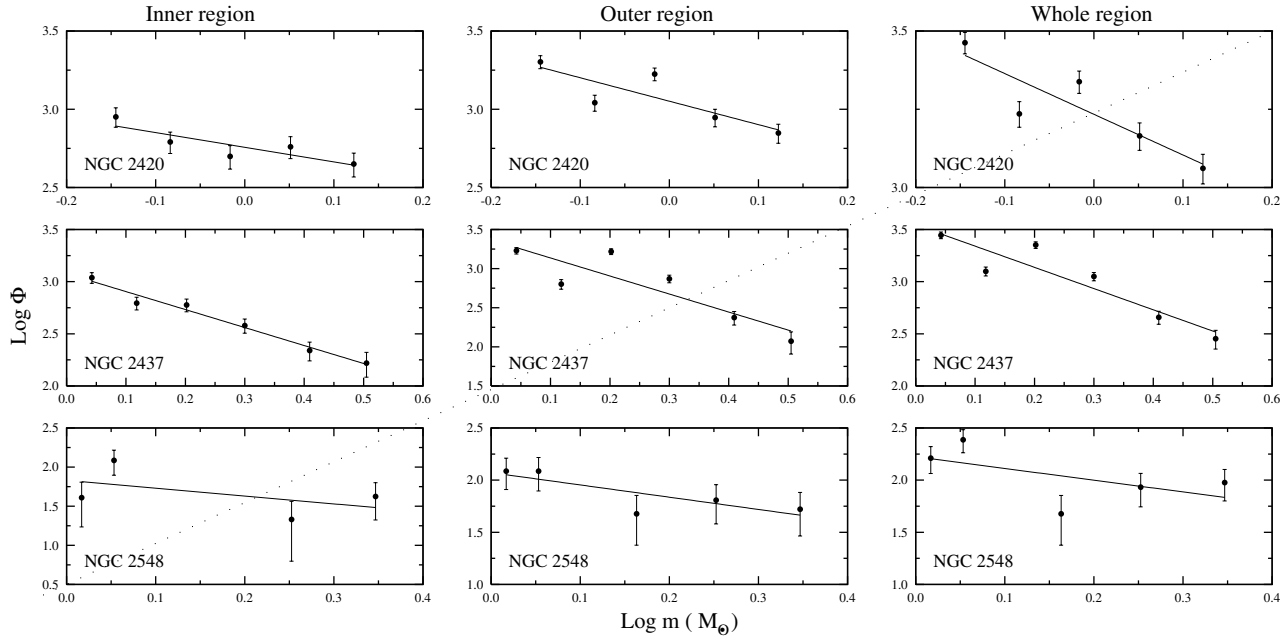 Inner region Outer region Whole region
3.5 3.0 2.5
NGC 2420
-0.2 -0.1 0.0 0.1 0.2
3.5 3.0 2.5
NGC 2420
-0.2 -0.1 0.0 0.1 0.2
3.5 3.0
NGC 2420
-0.2 -0.1 0.0 0.1 0.2
Log Φ
3.5 3.0 2.5 2.0
NGC 2437
0.0 0.1 0.2 0.3 0.4 0.5 0.6
3.5 3.0 2.5 2.0 1.5
NGC 2437
0.0 0.1 0.2 0.3 0.4 0.5 0.6
3.5 3.0 2.5 2.0
NGC 2437
0.0 0.1 0.2 0.3 0.4 0.5 0.6
2.5 2.0 1.5 1.0 0.5
NGC 2548
0.0 0.1 0.2 0.3 0.4
2.5 2.0 1.5 1.0
NGC 2548
0.0 0.1 0.2 0.3 0.4
2.5 2.0 1.5 1.0
NGC 2548
0.0 0.1 0.2 0.3 0.4
Log m ( M⊙)